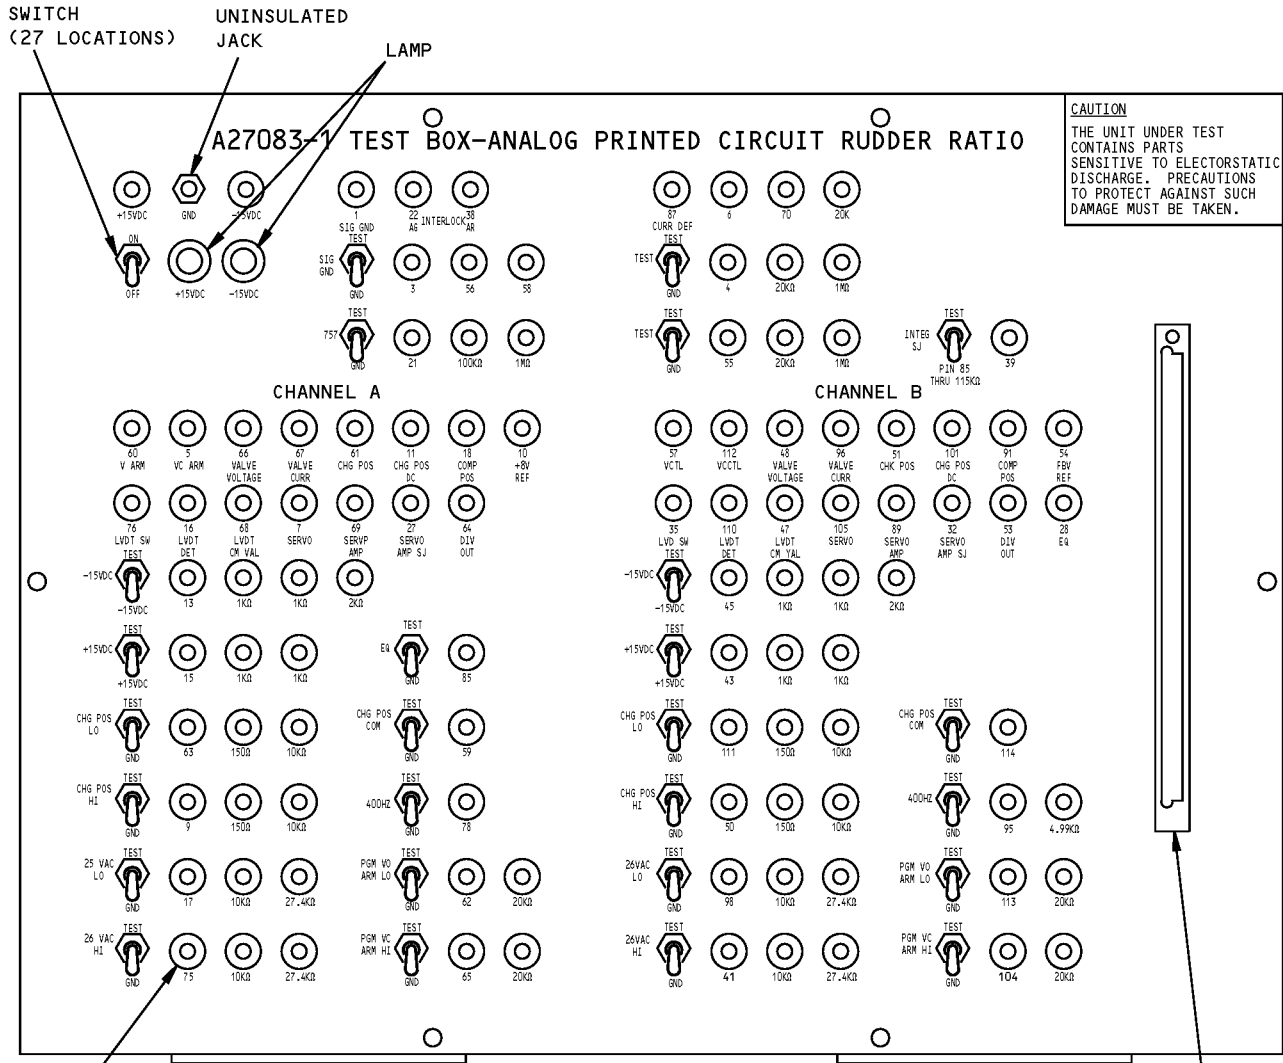 SWITCH
(27 LOCATIONS)
UNINSULATED
JACK
LAMP
A27083-1 TEST BOX-ANALOG PRINTED CIRCUIT RUDDER RATIO
CAUTION
THE UNIT UNDER TEST
CONTAINS PARTS
SENSITIVE TO ELECTORSTATIC
DISCHARGE. PRECAUTIONS
TO PROTECT AGAINST SUCH
DAMAGE MUST BE TAKEN.
+15VDC GND -15VDC 1 22 INTERLOCK 38 87 6 70 20K
SIG GND AG AR CURR DEF
ON TEST TEST
SIG GND 3 56 58 TEST 4 20KΩ 1MΩ
OFF +15VDC -15VDC GND GND
TEST TEST TEST
757 21 100KΩ 1MΩ TEST 55 20KΩ 1MΩ INTEG SJ 39
GND GND PIN 85
THRU 115KΩ
CHANNEL A CHANNEL B
60 5 66 67 61 11 18 10 57 112 48 96 51 101 91 54
V ARM VC ARM VALVE VALVE CHG POS CHG POS COMP +8V VCTL VCCTL VALVE VALVE CHK POS CHG POS COMP FBV
VOLTAGE CURR DC POS REF VOLTAGE CURR DC POS REF
76 16 68 7 69 27 64 35 110 47 105 89 32 53 28
LVDT SW LVDT LVDT SERVO SERVP SERVO DIV LVD SW LVDT LVDT SERVO SERVO SERVO DIV EQ
DET CM VAL AMP AMP SJ OUT DET CM YAL AMP AMP SJ OUT
TEST TEST
-15VDC 13 1KΩ 1KΩ 2KΩ -15VDC 45 1KΩ 1KΩ 2KΩ
-15VDC -15VDC
TEST TEST TEST
+15VDC 15 1KΩ 1KΩ EQ 85 +15VDC 43 1KΩ 1KΩ
+15VDC GND +15VDC
TEST TEST TEST TEST
CHG POS LO 63 150Ω 10KΩ CHG POS COM 59 CHG POS LO 111 150Ω 10KΩ CHG POS COM 114
GND GND GND GND
TEST TEST TEST TEST
CHG POS HI 9 150Ω 10KΩ 400HZ 78 CHG POS HI 50 150Ω 10KΩ 400HZ 95 4.99KΩ
GND GND GND GND
TEST TEST TEST TEST
25 VAC LO 17 10KΩ 27.4KΩ PGM VO ARM LO 62 20KΩ 26VAC LO 98 10KΩ 27.4KΩ PGM VO ARM LO 113 20KΩ
GND GND GND GND
TEST TEST TEST TEST
26 VAC HI 75 10KΩ 27.4KΩ PGM VC ARM HI 65 20KΩ 26VAC HI 41 10KΩ 27.4KΩ PGM VC ARM HI 104 20KΩ
GND GND GND GND